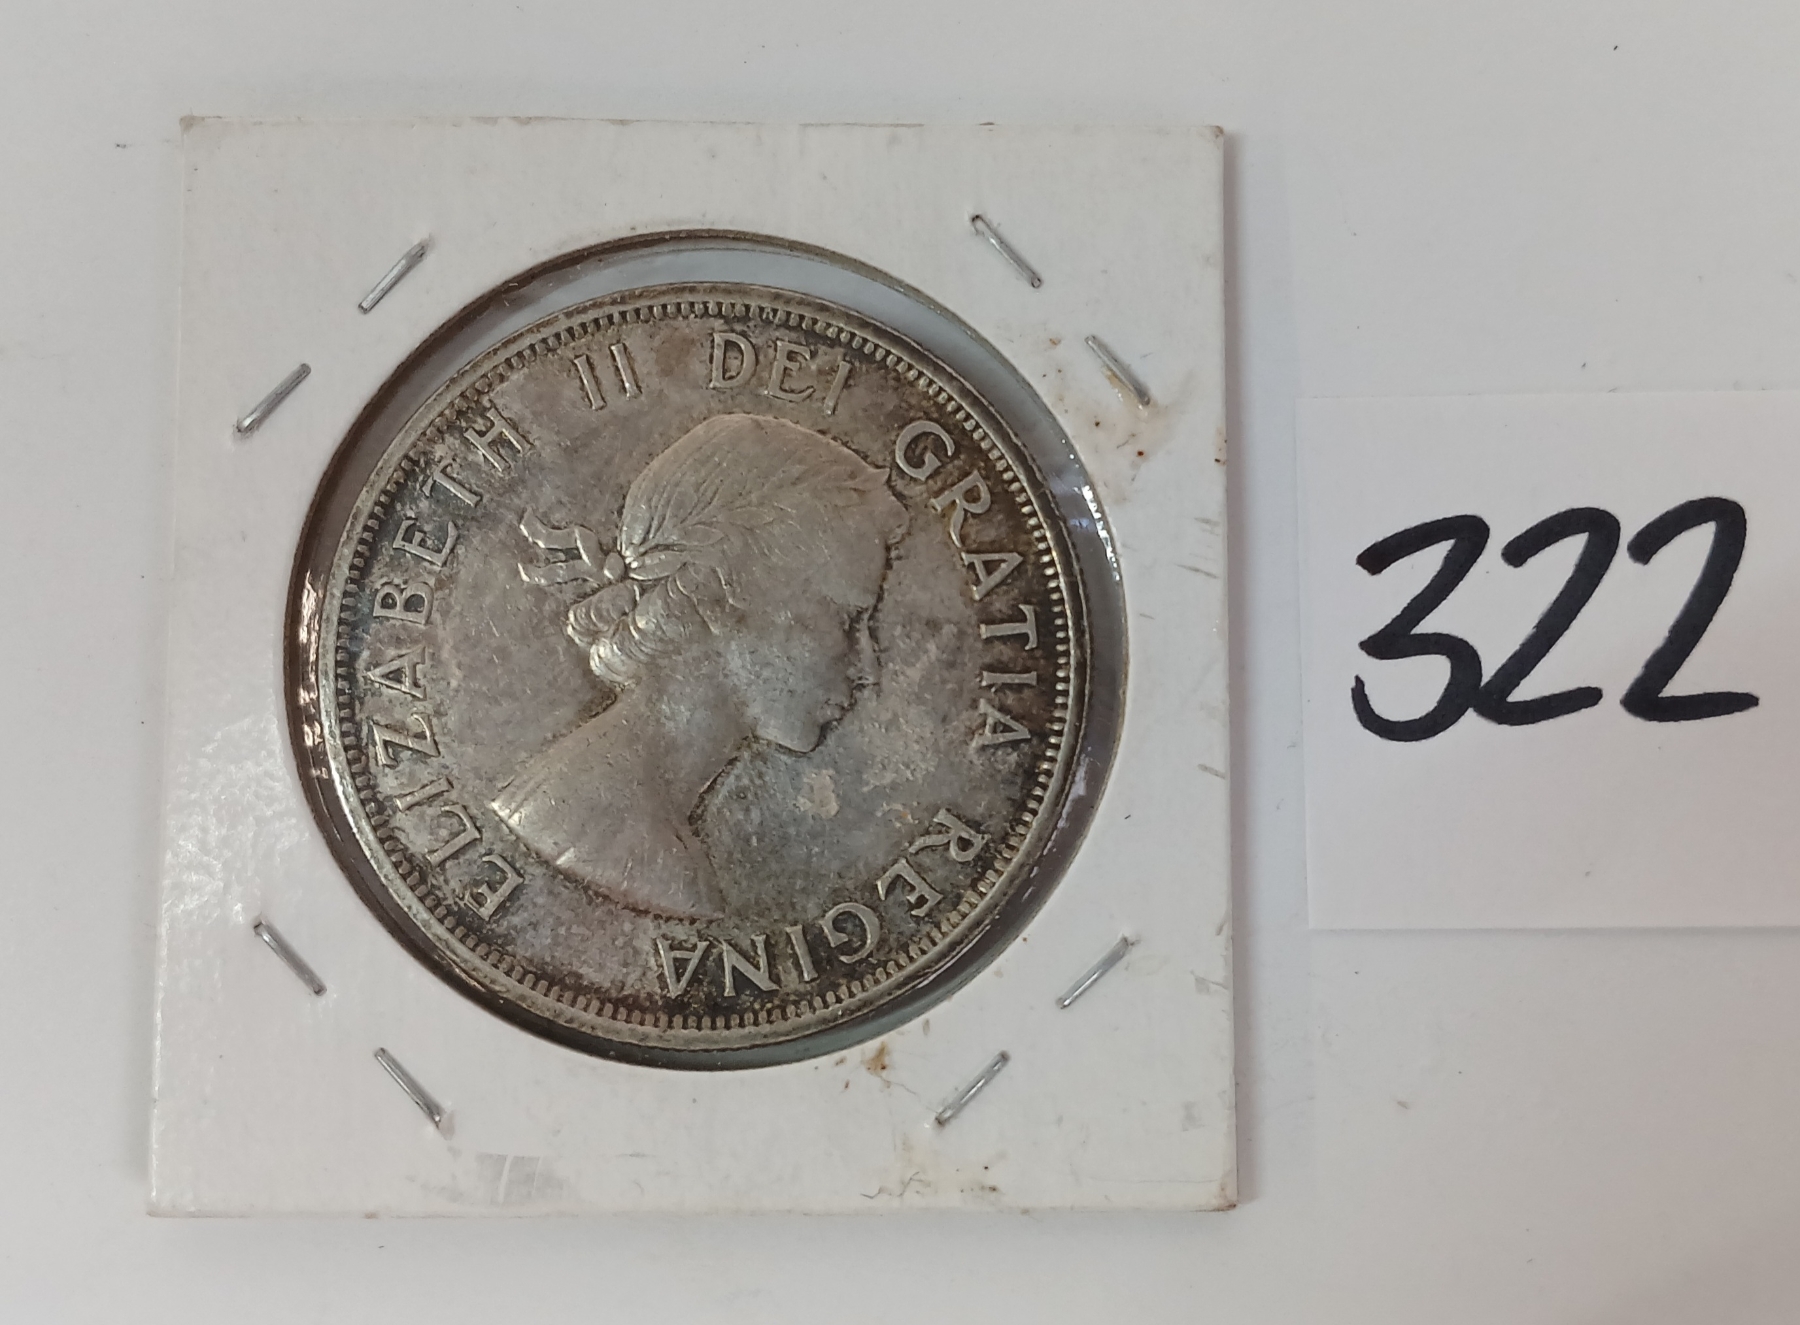 ELIZABETH II DEI GRATIA REGINA
322